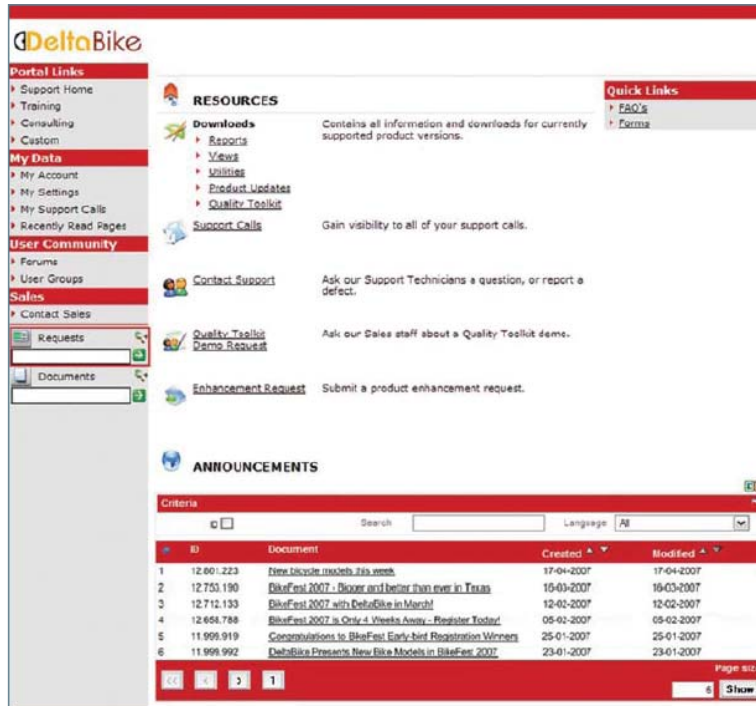 DeltaBike
Portal Links
Support Home
Training
Consulting
Custom
My Data
My Account
My Settings
My Support Calls
Recently Read Pages
User Community
Forums
User Groups
Sales
Contact Sales
Requests
Documents
RESOURCES
Downloads
Contains all information and downloads for currently
supported product versions.
Reports
Views
Utilities
Product Updates
Quality Toolkit
Support Calls
Gain visibility to all of your support calls.
Contact Support
Ask our Support Technicians a question, or report a
defect.
Quality Toolkit
Demo Request
Ask our Sales staff about a Quality Toolkit demo.
Enhancement Request
Submit a product enhancement request.
Quick Links
FAQ's
Forms
ANNOUNCEMENTS
Criteria
ID Search Language All
ID Document Created Modified
1 12.801.223 New bicycle models this week 17-04-2007 17-04-2007
2 12.753.190 BikeFest 2007 - Bigger and better than ever in Texas 16-03-2007 16-03-2007
3 12.712.133 BikeFest 2007 with DeltaBike in March! 12-02-2007 12-02-2007
4 12.654.788 BikeFest 2007 is Only 4 Weeks Away - Register Today! 05-02-2007 05-02-2007
5 11.999.919 Congratulations to BikeFest Early-bird Registration Winners 25-01-2007 25-01-2007
6 11.999.992 DeltaBike Presents New Bike Models in BikeFest 2007 23-01-2007 23-01-2007
Page siz
1
6 Show